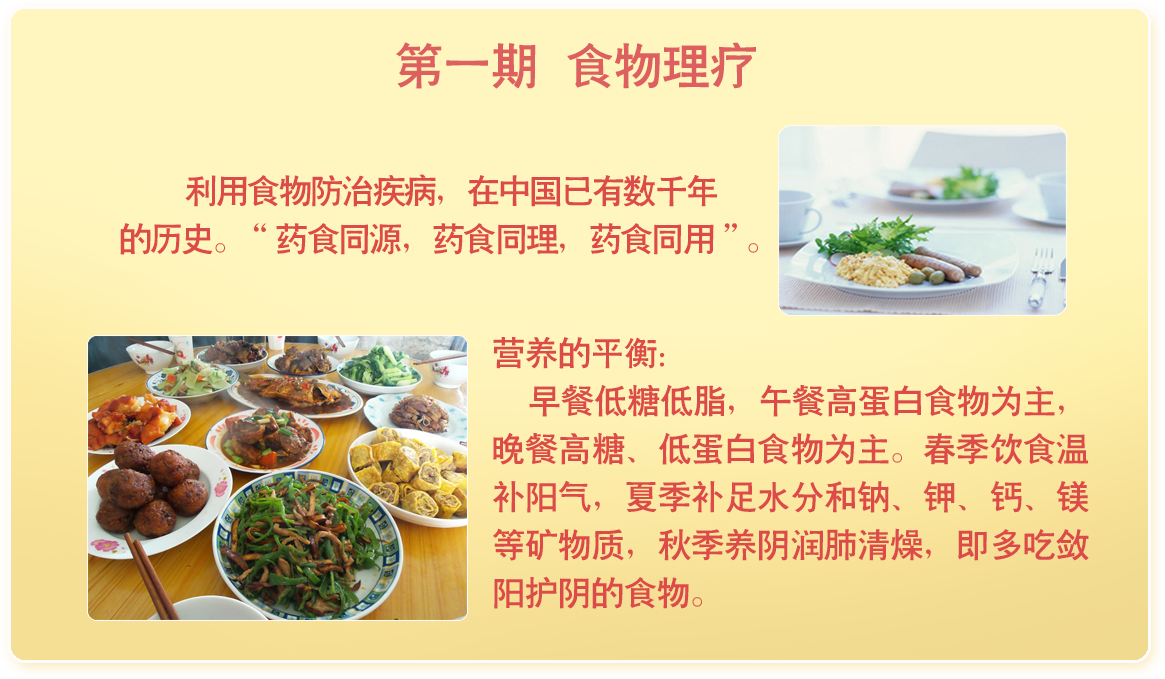 第一期 食物理疗
利用食物防治疾病，在中国已有数千年
的历史。“药食同源，药食同理，药食同用”。
营养的平衡：
早餐低糖低脂，午餐高蛋白食物为主，
晚餐高糖、低蛋白食物为主。春季饮食温
补阳气，夏季补足水分和钠、钾、钙、镁
等矿物质，秋季养阴润肺清燥，即多吃敛
阳护阴的食物。